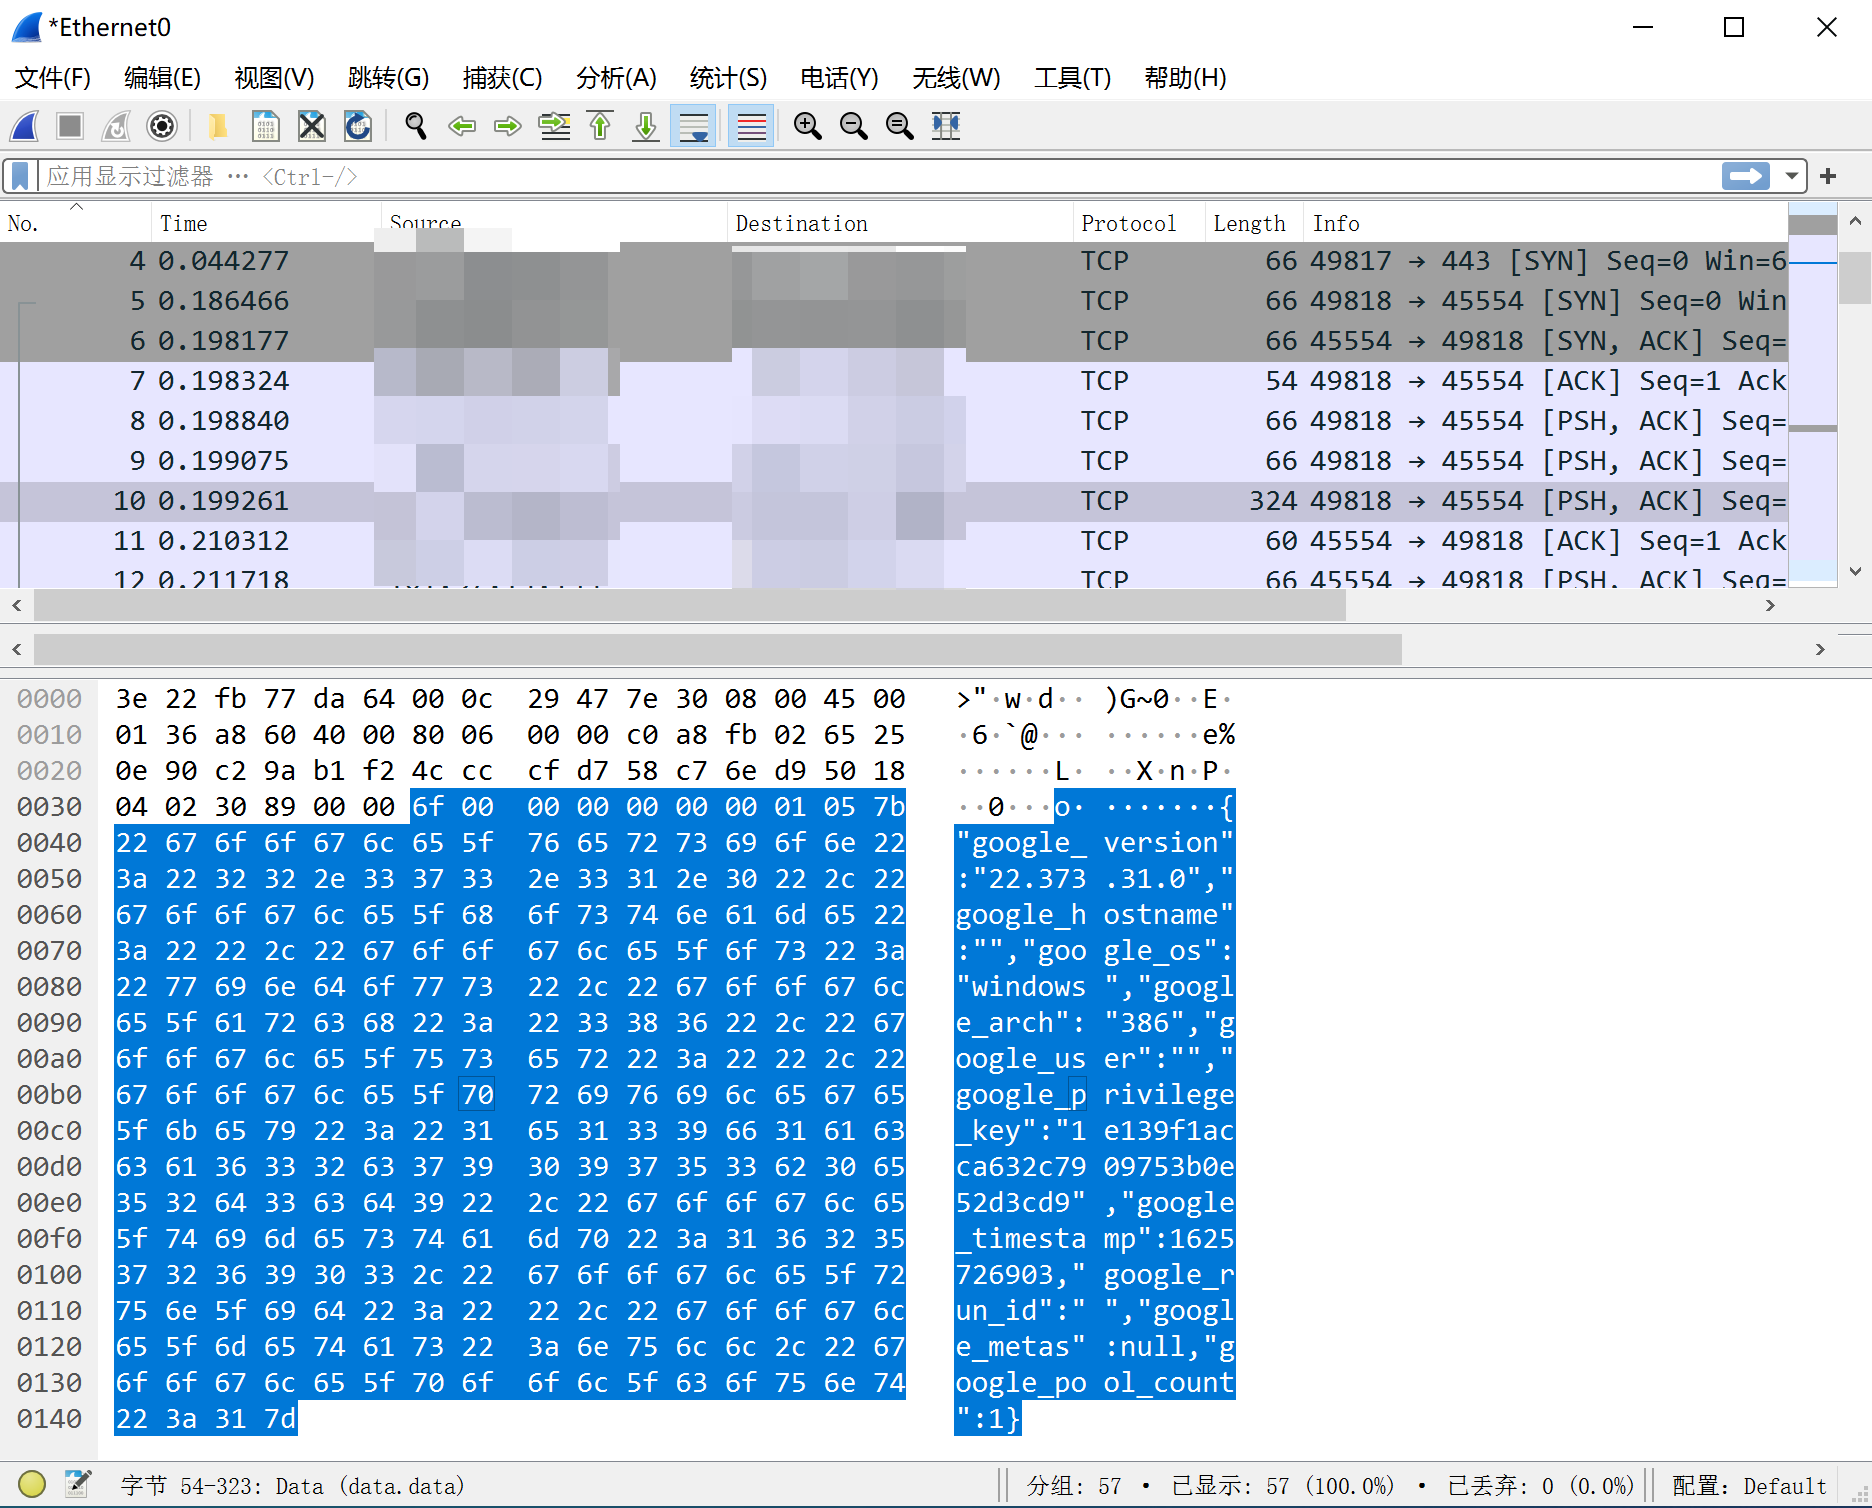 *Ethernet0
文件(F) 编辑(E) 视图(V) 跳转(G) 捕获(C) 分析(A) 统计(S) 电话(Y) 无线(W) 工具(T) 帮助(H)
应用显示过滤器 … <Ctrl-/>
No. Time Source Destination Protocol Length Info
4 0.044277 TCP 66 49817 → 443 [SYN] Seq=0 Win=6
5 0.186466 TCP 66 49818 → 45554 [SYN] Seq=0 Win
6 0.198177 TCP 66 45554 → 49818 [SYN, ACK] Seq=
7 0.198324 TCP 54 49818 → 45554 [ACK] Seq=1 Ack
8 0.198840 TCP 66 49818 → 45554 [PSH, ACK] Seq=
9 0.199075 TCP 66 49818 → 45554 [PSH, ACK] Seq=
10 0.199261 TCP 324 49818 → 45554 [PSH, ACK] Seq=
11 0.210312 TCP 60 45554 → 49818 [ACK] Seq=1 Ack
12 0.211718 TCP 66 45554 → 49818 [PSH, ACK] Seq=
0000 3e 22 fb 77 da 64 00 0c 29 47 7e 30 08 00 45 00 >"·w·d·· )G~0··E·
0010 01 36 a8 60 40 00 80 06 00 00 c0 a8 fb 02 65 25 ·6·`@··· ······e%
0020 0e 90 c2 9a b1 f2 4c cc cf d7 58 c7 6e d9 50 18 ······L· ··X·n·P·
0030 04 02 30 89 00 00 6f 00 00 00 00 00 00 01 05 7b ··0···o· ·······{
0040 22 67 6f 6f 67 6c 65 5f 76 65 72 73 69 6f 6e 22 "google_ version"
0050 3a 22 32 32 2e 33 37 33 2e 33 31 2e 30 22 2c 22 :"22.373 .31.0","
0060 67 6f 6f 67 6c 65 5f 68 6f 73 74 6e 61 6d 65 22 google_h ostname"
0070 3a 22 22 2c 22 67 6f 6f 67 6c 65 5f 6f 73 22 3a :"","goo gle_os":
0080 22 77 69 6e 64 6f 77 73 22 2c 22 67 6f 6f 67 6c "windows ","googl
0090 65 5f 61 72 63 68 22 3a 22 33 38 36 22 2c 22 67 e_arch": "386","g
00a0 6f 6f 67 6c 65 5f 75 73 65 72 22 3a 22 22 2c 22 oogle_us er":"","
00b0 67 6f 6f 67 6c 65 5f 70 72 69 76 69 6c 65 67 65 google_p rivilege
00c0 5f 6b 65 79 22 3a 22 31 65 31 33 39 66 31 61 63 _key":"1 e139f1ac
00d0 63 61 36 33 32 63 37 39 30 39 37 35 33 62 30 65 ca632c79 09753b0e
00e0 35 32 64 33 63 64 39 22 2c 22 67 6f 6f 67 6c 65 52d3cd9" ,"google
00f0 5f 74 69 6d 65 73 74 61 6d 70 22 3a 31 36 32 35 _timesta mp":1625
0100 37 32 36 39 30 33 2c 22 67 6f 6f 67 6c 65 5f 72 726903," google_r
0110 75 6e 5f 69 64 22 3a 22 22 2c 22 67 6f 6f 67 6c un_id":" ","googl
0120 65 5f 6d 65 74 61 73 22 3a 6e 75 6c 6c 2c 22 67 e_metas" :null,"g
0130 6f 6f 67 6c 65 5f 70 6f 6f 6c 5f 63 6f 75 6e 74 oogle_po ol_count
0140 22 3a 31 7d ":1}
字节 54-323: Data (data.data) 分组: 57 · 已显示: 57 (100.0%) · 已丢弃: 0 (0.0%) 配置: Default